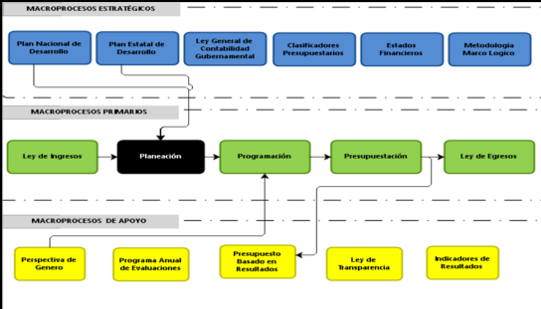 MACROPROCESOS ESTRATÉGICOS
Plan Nacional de
Desarrollo
Plan Estatal de
Desarrollo
Ley General de
Contabilidad
Gubernamental
Clasificadores
Presupuestarios
Estados
Financieros
Metodología
Marco Logico
MACROPROCESOS PRIMARIOS
Ley de Ingresos
Planeación
Programación
Presupuestación
Ley de Egresos
MACROPROCESOS DE APOYO
Perspectiva de
Genero
Programa Anual
de Evaluaciones
Presupuesto
Basado en
Resultados
Ley de
Transparencia
Indicadores de
Resultados